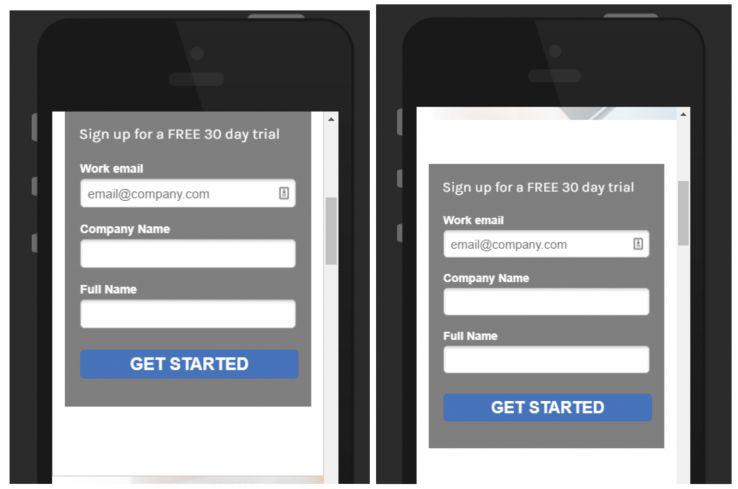 Sign up for a FREE 30 day trial
Work email
email@company.com
Company Name
Full Name
GET STARTED
Sign up for a FREE 30 day trial
Work email
email@company.com
Company Name
Full Name
GET STARTED